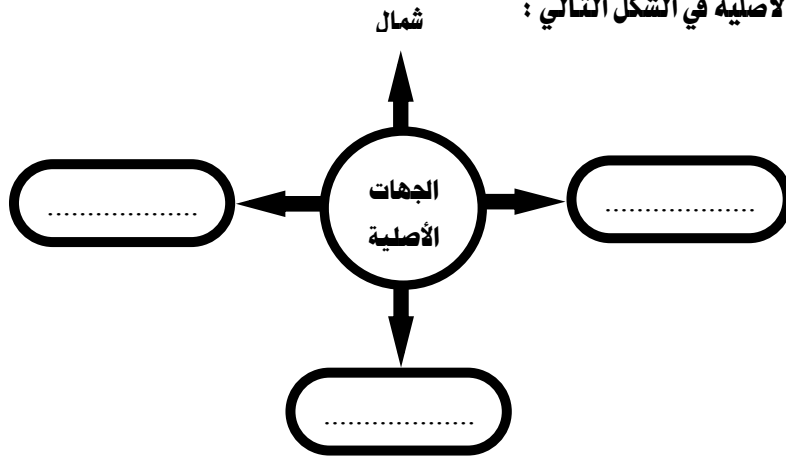 الأصلية في الشكل التالي :
شمال
الجهات
الأصلية
...................
...................
...................